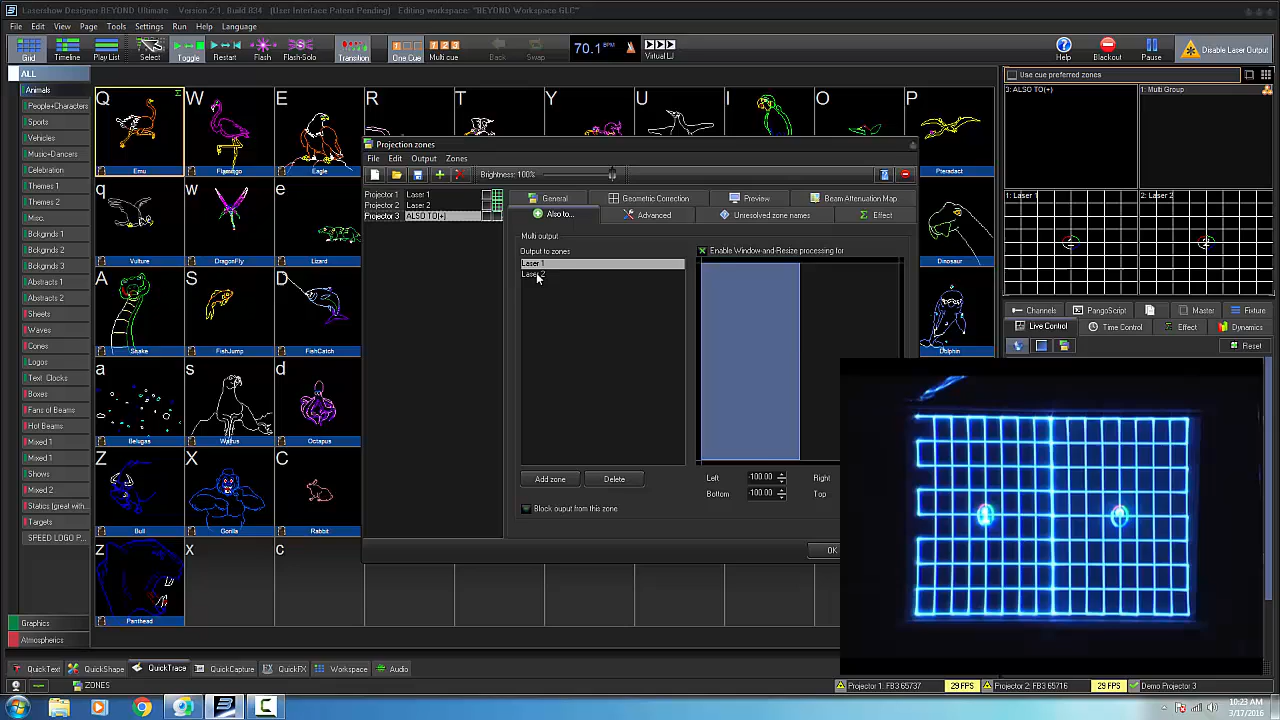 Lasershow Designer BEYOND Ultimate Version 2.1, Build 834 (User Interface Patent Pending) Editing workspace: "BEYOND Workspace.GLC"
File Edit View Page Tools Settings Run Help Language
Grid Timeline Play List Select Toggle Restart Flash Flash-Solo Transition One Cue Multi cue Back Swap 70.1 BPM Virtual LJ Help Blackout Pause Disable Laser Output
ALL
Animals
People+Characters
Sports
Vehicles
Music+Dances
Celebration
Themes 1
Themes 2
Misc.
Bckgrnds 1
Bckgrnds 2
Bckgrnds 3
Abstracts 1
Abstracts 2
Sheets
Waves
Cones
Logos
Text Clocks
Boxes
Fans of Beams
Hot Beams
Mixed 1
Mixed 1
Shows
Mixed 2
Statics (great with...
Targets
SPEED LOGO P...
Graphics
Atmospherics
Q W E R T Y U I O P
Emu Flamingo Eagle Pteradact
q w e
Vulture DragonFly Lizard Dinosaur
A S D
Snake FishJump FishCatch Dolphin
a s d
Belugas Walrus Octapus
Z X C
Bull Gorilla Rabbit
z x c
Panthead
Projection zones
File Edit Output Zones
Brightness: 100%
Projector 1 Laser 1
Projector 2 Laser 2
Projector 3 ALSO TO(+)
General Geometric Correction Preview Beam Attenuation Map
Also to... Advanced Unresolved zone names Effect
Multi output
Output to zones
Laser 1
Laser 2
Enable Window-and-Resize processing for
Add zone Delete
Left -100.00 Right
Bottom -100.00 Top
Block ouput from this zone
OK
Use cue preferred zones
3: ALSO TO(+) 1: Multi Group
1: Laser 1 2: Laser 2
Channels PangoScript Master Fixture
Live Control Time Control Effect Dynamics
Reset
QuickText QuickShape QuickTrace QuickCapture QuickFX Workspace Audio
ZONES
Projector 1: FB3 65737 29 FPS Projector 2: FB3 65716 29 FPS Demo Projector 3
10:23 AM
3/17/2016